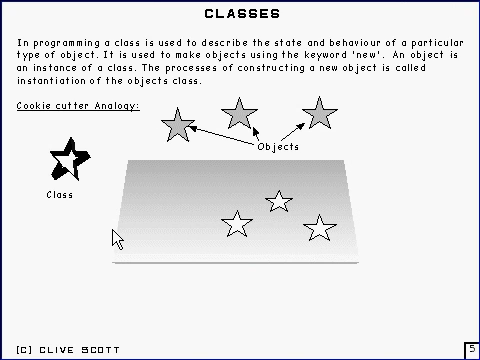 CLASSES
In programming a class is used to describe the state and behaviour of a particular
type of object. It is used to make objects using the keyword 'new'. An object is
an instance of a class. The processes of constructing a new object is called
instantiation of the objects class.
Cookie cutter Analogy:
Objects
Class
(C) CLIVE SCOTT
5